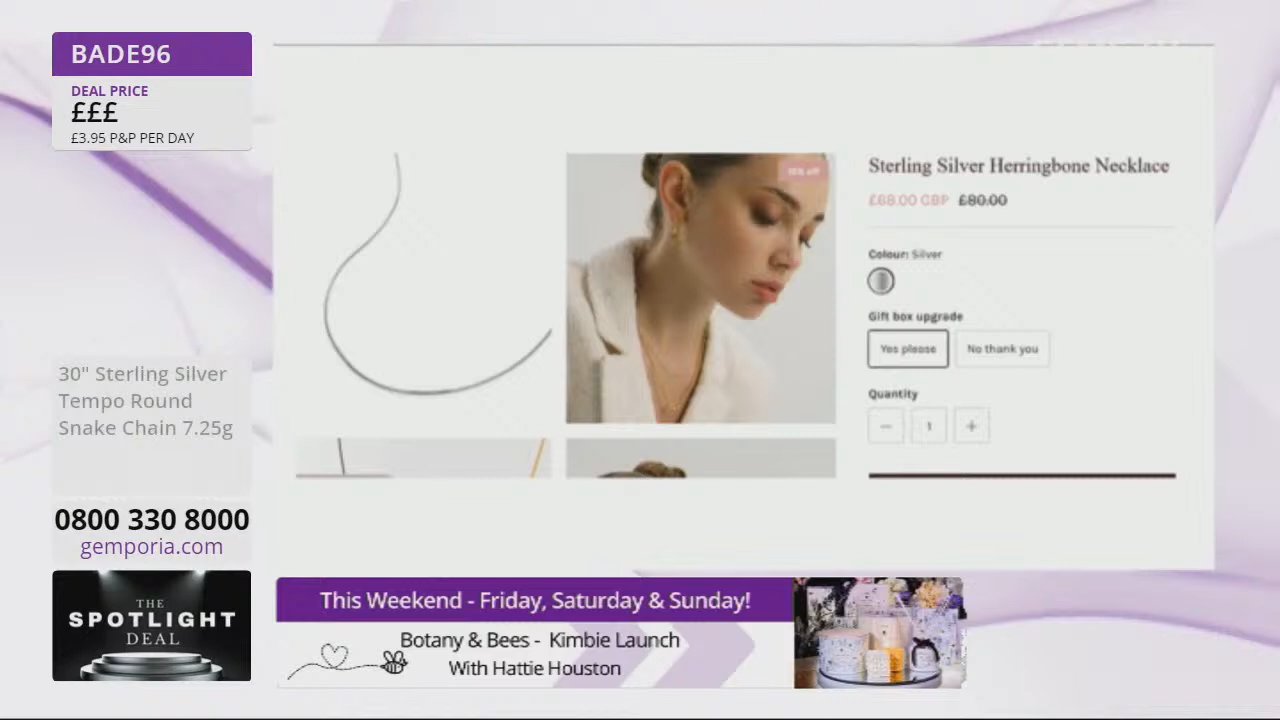 BADE96
DEAL PRICE
£££
£3.95 P&P PER DAY
30" Sterling Silver
Tempo Round
Snake Chain 7.25g
0800 330 8000
gemporia.com
THE
SPOTLIGHT
DEAL
Sterling Silver Herringbone Necklace
£68.00 GBP £80.00
Colour: Silver
Gift box upgrade
Yes please No thank you
Quantity
− 1 +
This Weekend - Friday, Saturday & Sunday!
Botany & Bees - Kimbie Launch
With Hattie Houston